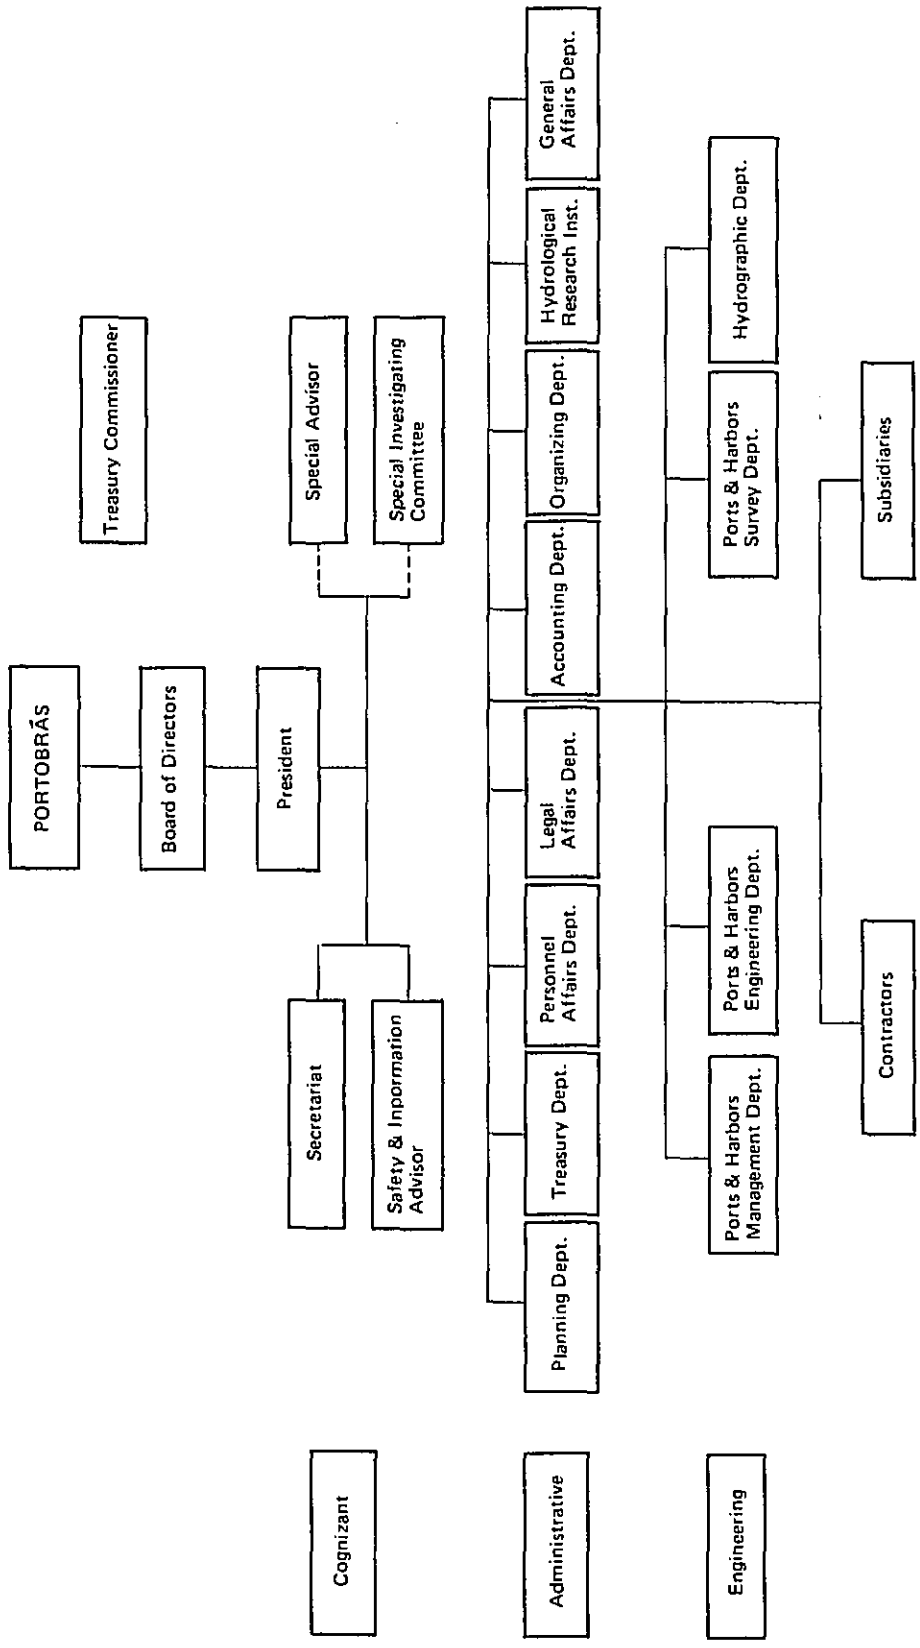 PORTOBRÁS
Treasury Commissioner
Board of Directors
President
Cognizant
Secretariat
Special Advisor
Safety & Inpormation
Advisor
Special Investigating
Committee
Administrative
Planning Dept.
Treasury Dept.
Personnel
Affairs Dept.
Legal
Affairs Dept.
Accounting Dept.
Organizing Dept.
Hydrological
Research Inst.
General
Affairs Dept.
Engineering
Ports & Harbors
Management Dept.
Ports & Harbors
Engineering Dept.
Ports & Harbors
Survey Dept.
Hydrographic Dept.
Contractors
Subsidiaries